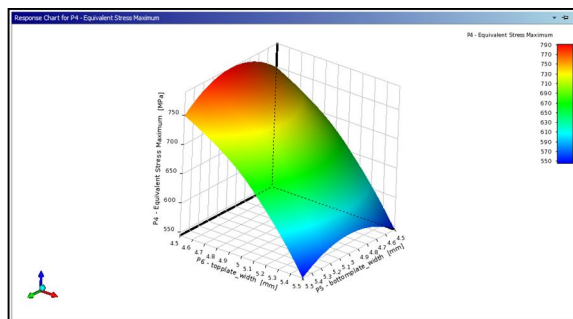 Response Chart for P4 - Equivalent Stress Maximum
P4 - Equivalent Stress Maximum
790
730
670
690
670
630
610
590
570
550
P4 - Equivalent Stress Maximum [MPa]
750
700
650
600
550
4.5 4.6 4.7 4.8 4.9 5 5.1 5.2 5.3 5.4 5.5
P6 - topplate_width [mm]
5.5 5.4 5.3 5.2 5.1 5 4.9 4.8 4.7 4.6 4.5
P5 - bottomplate_width [mm]